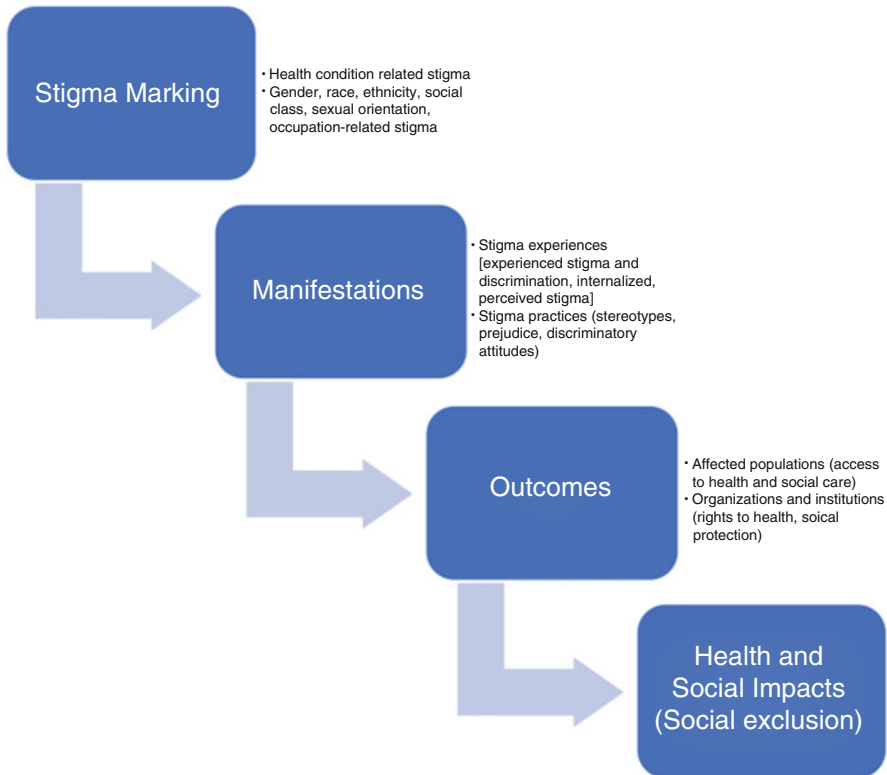 Stigma Marking
· Health condition related stigma
· Gender, race, ethnicity, social
class, sexual orientation,
occupation-related stigma
Manifestations
· Stigma experiences
[experienced stigma and
discrimination, internalized,
perceived stigma]
· Stigma practices (stereotypes,
prejudice, discriminatory
attitudes)
Outcomes
· Affected populations (access
to health and social care)
· Organizations and institutions
(rights to health, soical
protection)
Health and
Social Impacts
(Social exclusion)